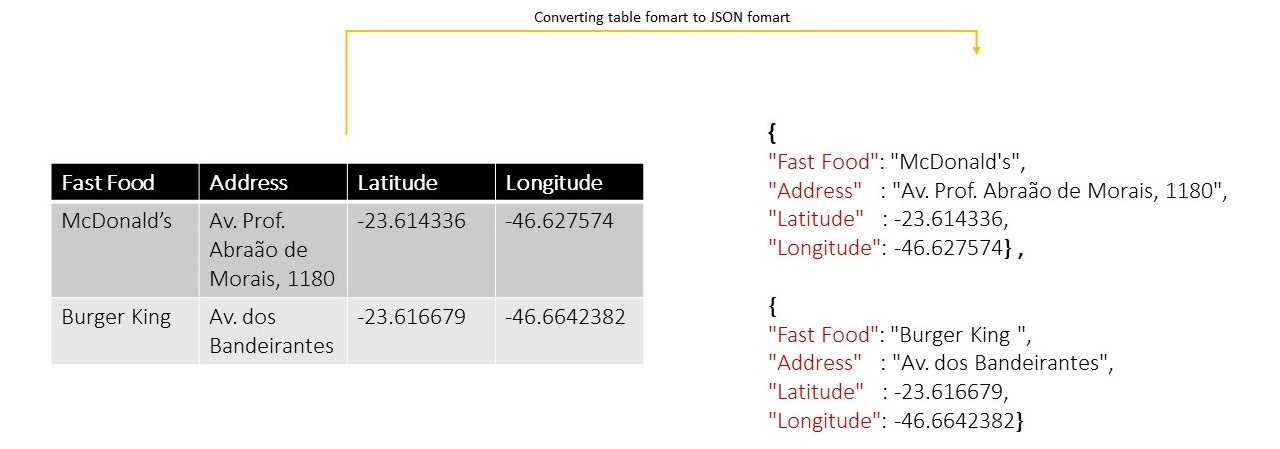 Converting table fomart to JSON fomart
Fast Food Address Latitude Longitude
McDonald’s Av. Prof. -23.614336 -46.627574
Abraão de
Morais, 1180
Burger King Av. dos -23.616679 -46.6642382
Bandeirantes
{
"Fast Food": "McDonald's",
"Address" : "Av. Prof. Abraão de Morais, 1180",
"Latitude" : -23.614336,
"Longitude": -46.627574} ,
{
"Fast Food": "Burger King ",
"Address" : "Av. dos Bandeirantes",
"Latitude" : -23.616679,
"Longitude": -46.6642382}